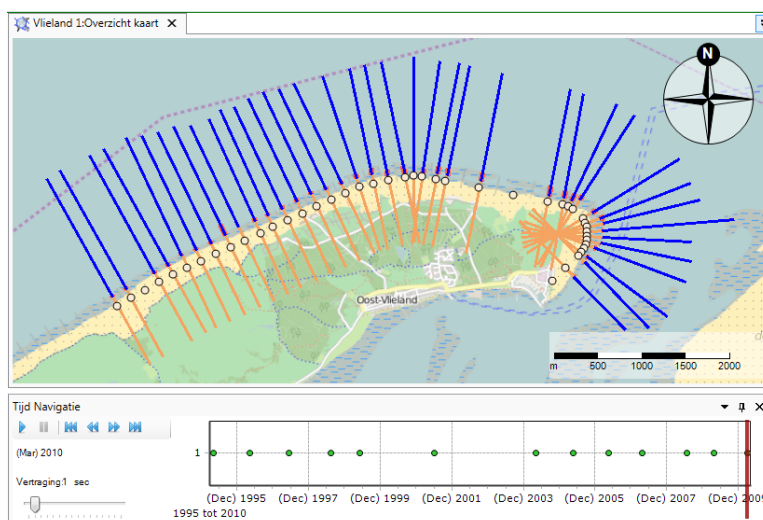 Vlieland 1:Overzicht kaart
N
Oost-Vlieland
m 500 1000 1500 2000
Tijd Navigatie
(Mar) 2010
1
Vertraging:1 sec
(Dec) 1995 (Dec) 1997 (Dec) 1999 (Dec) 2001 (Dec) 2003 (Dec) 2005 (Dec) 2007 (Dec) 2009
1995 tot 2010